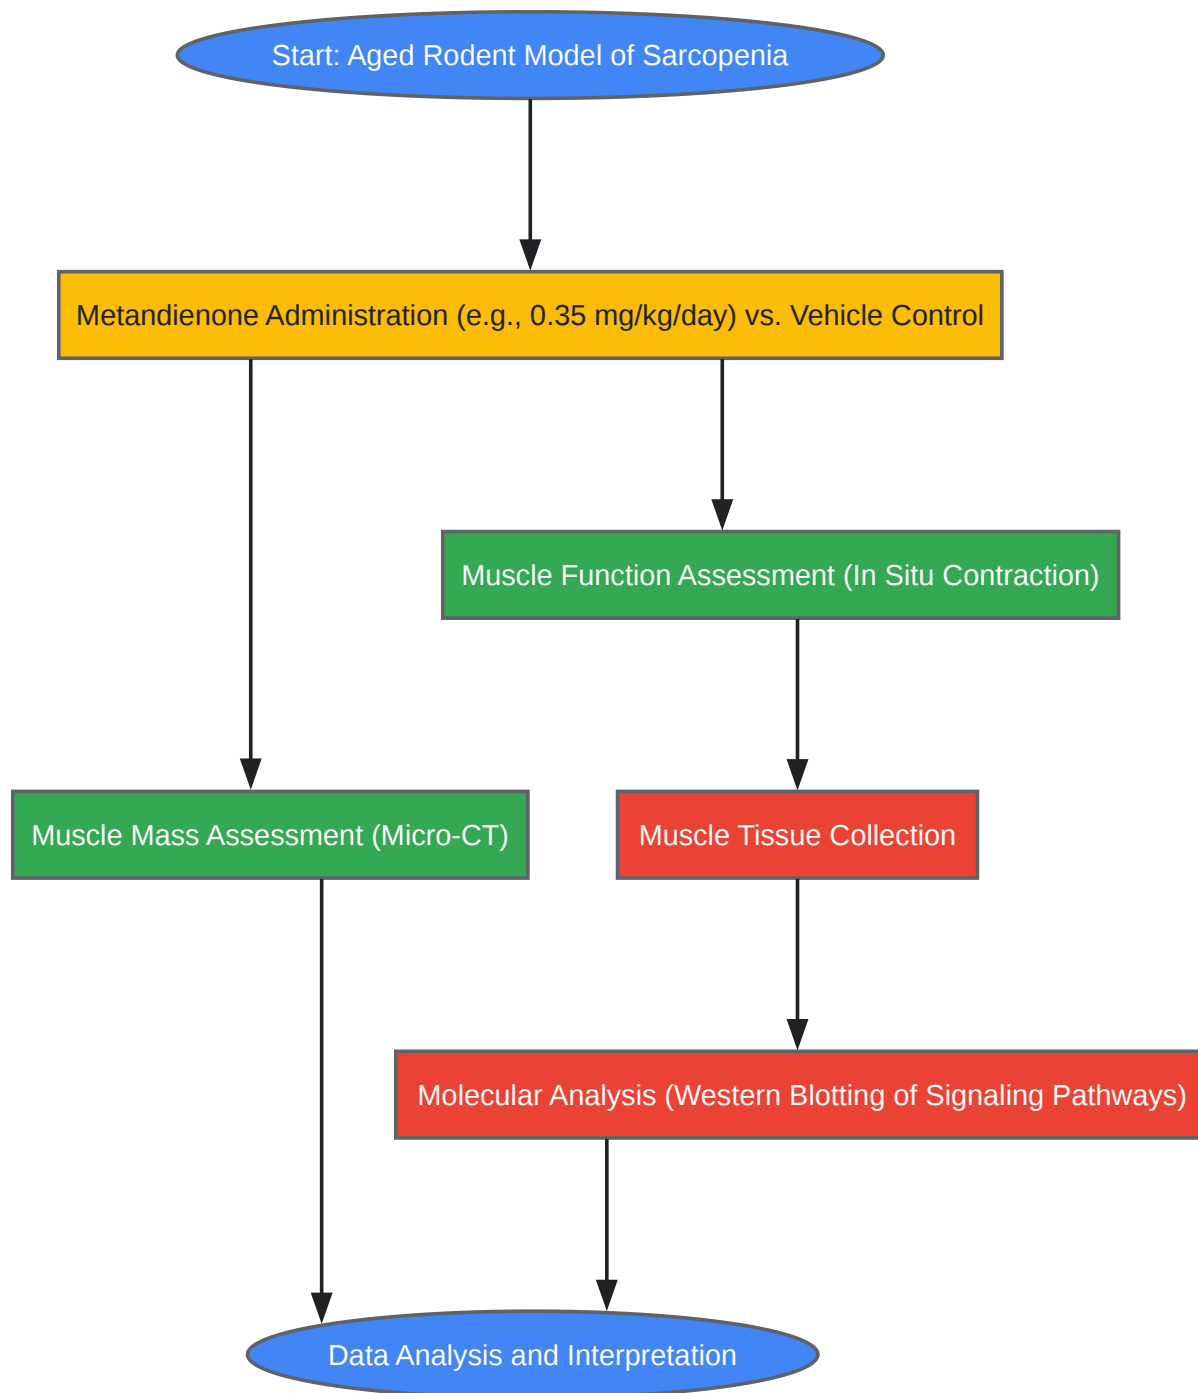 Start: Aged Rodent Model of Sarcopenia
Metandienone Administration (e.g., 0.35 mg/kg/day) vs. Vehicle Control
Muscle Function Assessment (In Situ Contraction)
Muscle Mass Assessment (Micro-CT)
Muscle Tissue Collection
Molecular Analysis (Western Blotting of Signaling Pathways)
Data Analysis and Interpretation